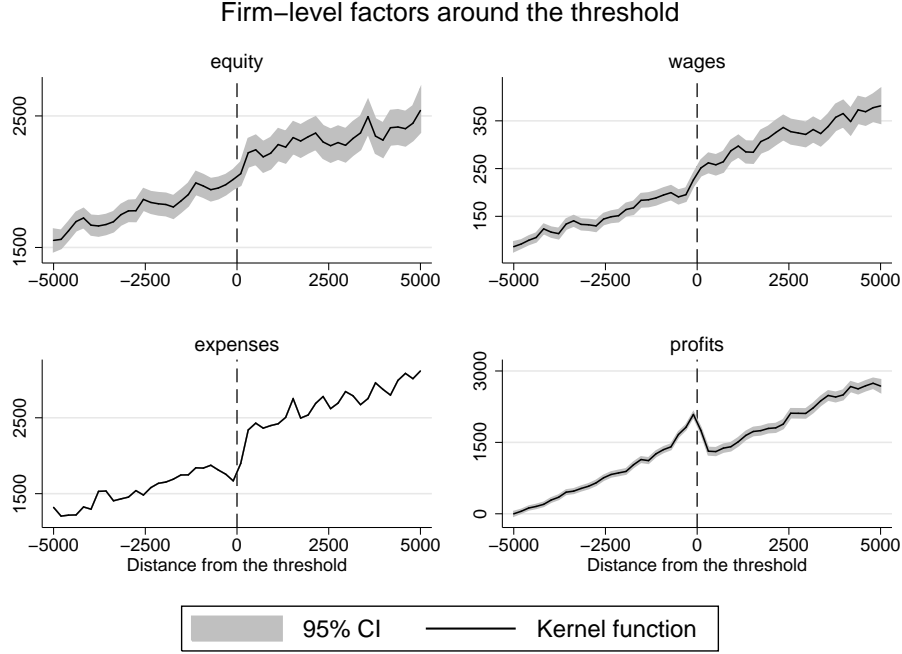 Firm−level factors around the threshold
equity
2500
1500
−5000 −2500 0 2500 5000
wages
350
250
150
−5000 −2500 0 2500 5000
expenses
2500
1500
−5000 −2500 0 2500 5000
Distance from the threshold
profits
3000
1500
0
−5000 −2500 0 2500 5000
Distance from the threshold
95% CI Kernel function